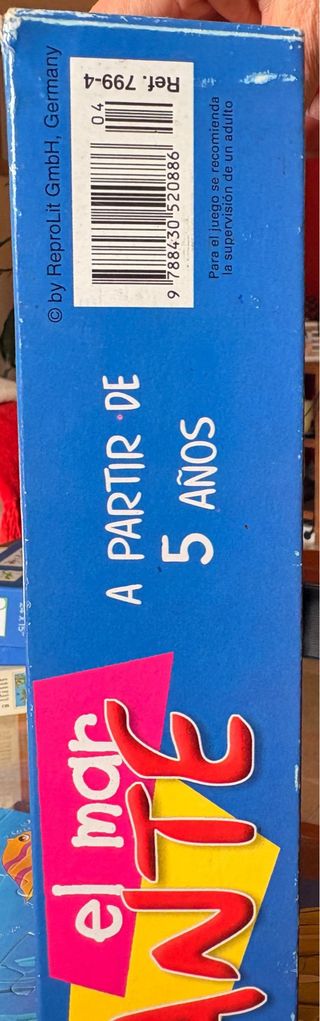 © by ReproLit GmbH, Germany
Ref. 799-4
04
9 788430 520886
Para el juego se recomienda
la supervisión de un adulto
A PARTIR DE
5 AÑOS
el mar
ANTE